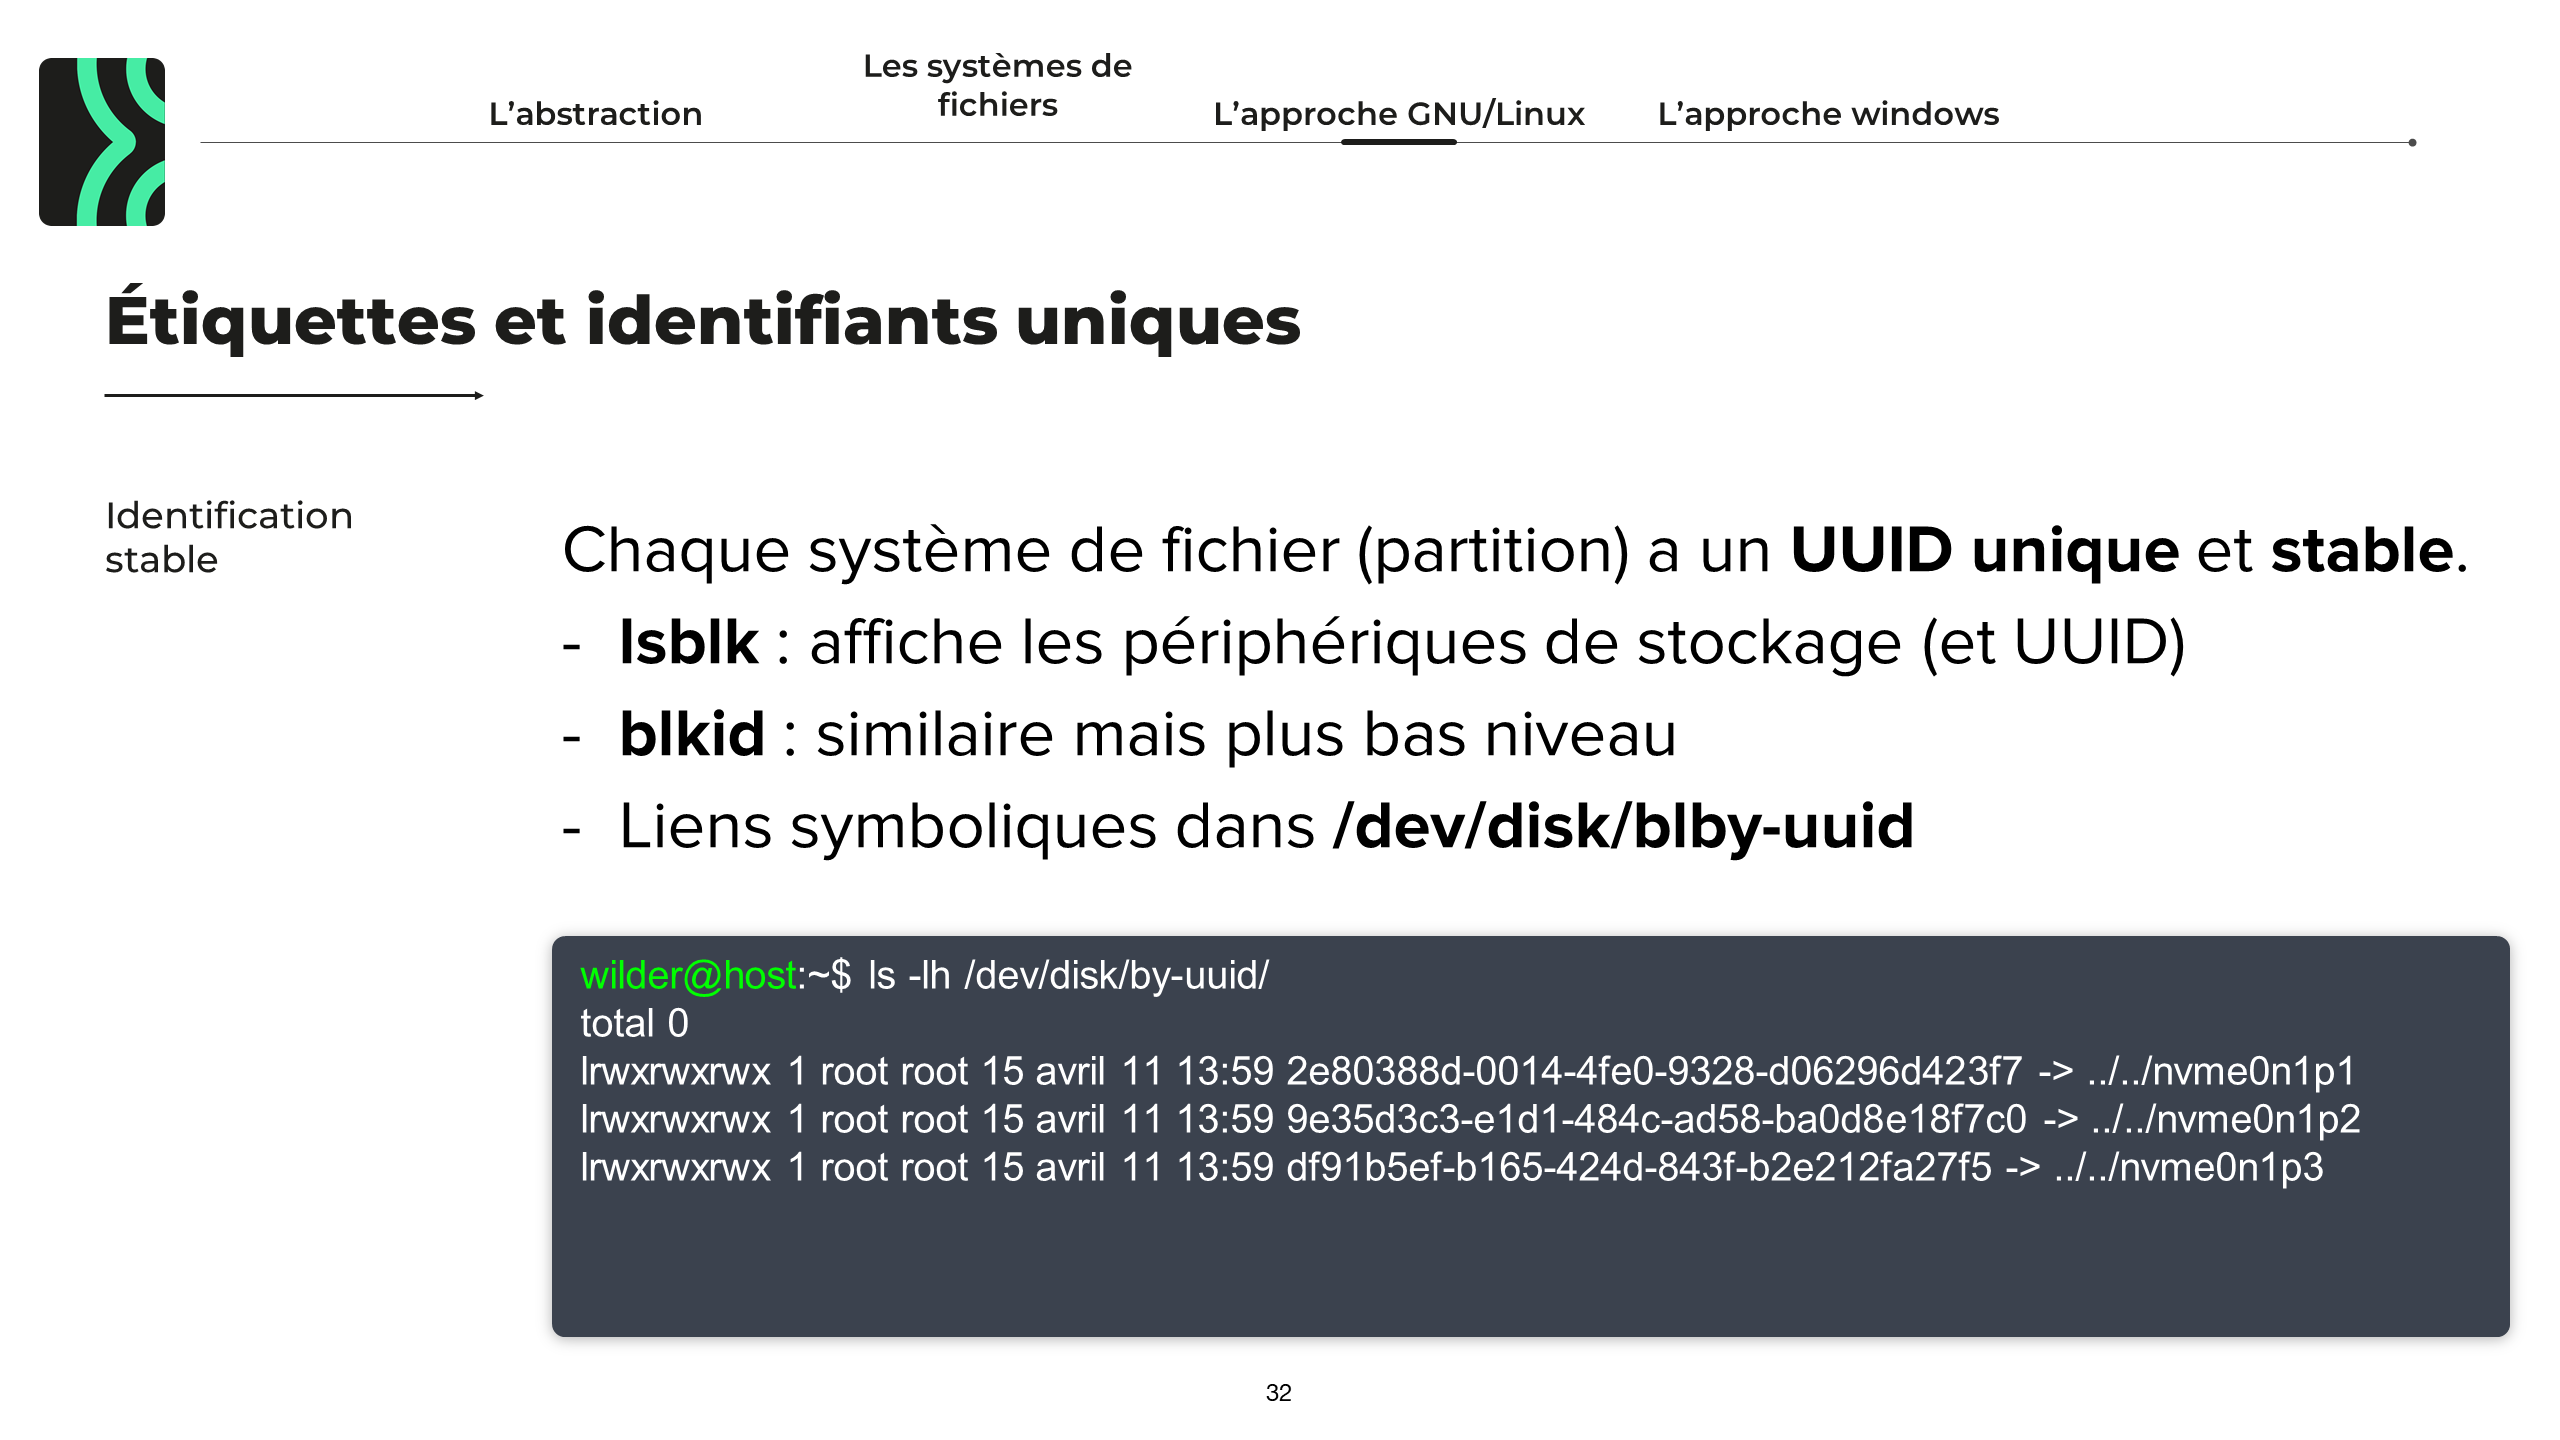 L’abstraction
Les systèmes de
fichiers
L’approche GNU/Linux
L’approche windows
Étiquettes et identifiants uniques
Identification
stable
Chaque système de fichier (partition) a un UUID unique et stable.
- lsblk : affiche les périphériques de stockage (et UUID)
- blkid : similaire mais plus bas niveau
- Liens symboliques dans /dev/disk/blby-uuid
wilder@host:~$ ls -lh /dev/disk/by-uuid/
total 0
lrwxrwxrwx 1 root root 15 avril 11 13:59 2e80388d-0014-4fe0-9328-d06296d423f7 -> ../../nvme0n1p1
lrwxrwxrwx 1 root root 15 avril 11 13:59 9e35d3c3-e1d1-484c-ad58-ba0d8e18f7c0 -> ../../nvme0n1p2
lrwxrwxrwx 1 root root 15 avril 11 13:59 df91b5ef-b165-424d-843f-b2e212fa27f5 -> ../../nvme0n1p3
32